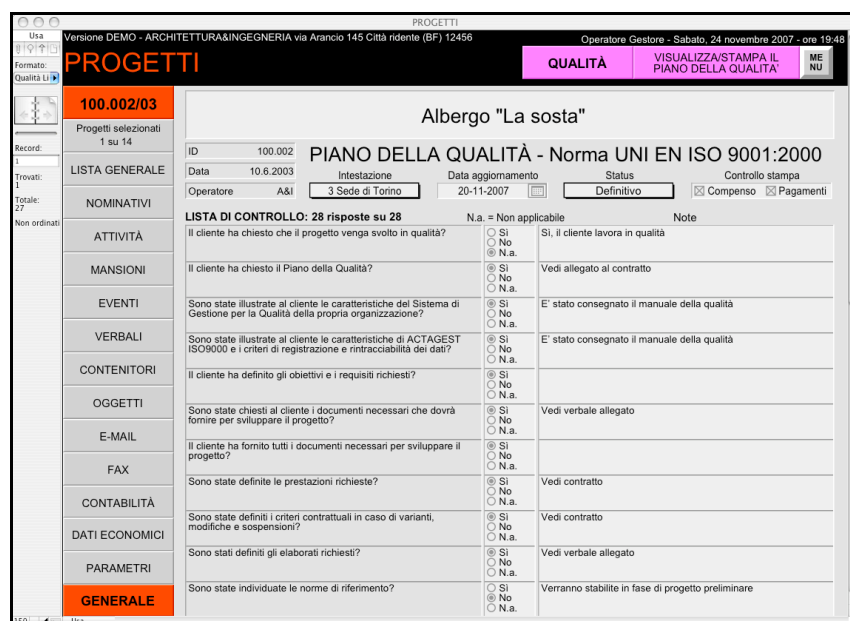 PROGETTI
Usa
Versione DEMO - ARCHITETTURA&INGEGNERIA via Arancio 145 Città ridente (BF) 12456
Operatore Gestore - Sabato, 24 novembre 2007 - ore 19:48
PROGETTI
QUALITÀ
VISUALIZZA/STAMPA IL
PIANO DELLA QUALITA'
ME
NU
Formato:
Qualità Li
Record:
1
Trovati:
1
Totale:
27
Non ordinati
100.002/03
Progetti selezionati
1 su 14
LISTA GENERALE
NOMINATIVI
ATTIVITÀ
MANSIONI
EVENTI
VERBALI
CONTENITORI
OGGETTI
E-MAIL
FAX
CONTABILITÀ
DATI ECONOMICI
PARAMETRI
GENERALE
Albergo "La sosta"
ID 100.002
Data 10.6.2003
Operatore A&I
PIANO DELLA QUALITÀ - Norma UNI EN ISO 9001:2000
Intestazione Data aggiornamento Status Controllo stampa
3 Sede di Torino 20-11-2007 Definitivo Compenso Pagamenti
LISTA DI CONTROLLO: 28 risposte su 28 N.a. = Non applicabile Note
Il cliente ha chiesto che il progetto venga svolto in qualità? Sì Sì, il cliente lavora in qualità
No
N.a.
Il cliente ha chiesto il Piano della Qualità? Sì Vedi allegato al contratto
No
N.a.
Sono state illustrate al cliente le caratteristiche del Sistema di Sì E' stato consegnato il manuale della qualità
Gestione per la Qualità della propria organizzazione? No
N.a.
Sono state illustrate al cliente le caratteristiche di ACTAGEST Sì E' stato consegnato il manuale della qualità
ISO9000 e i criteri di registrazione e rintracciabilità dei dati? No
N.a.
Il cliente ha definito gli obiettivi e i requisiti richiesti? Sì
No
N.a.
Sono state chiesti al cliente i documenti necessari che dovrà Sì Vedi verbale allegato
fornire per sviluppare il progetto? No
N.a.
Il cliente ha fornito tutti i documenti necessari per sviluppare il Sì
progetto? No
N.a.
Sono state definite le prestazioni richieste? Sì Vedi contratto
No
N.a.
Sono stati definiti i criteri contrattuali in caso di varianti, Sì Vedi contratto
modifiche e sospensioni? No
N.a.
Sono stati definiti gli elaborati richiesti? Sì Vedi verbale allegato
No
N.a.
Sono state individuate le norme di riferimento? Sì Verranno stabilite in fase di progetto preliminare
No
N.a.